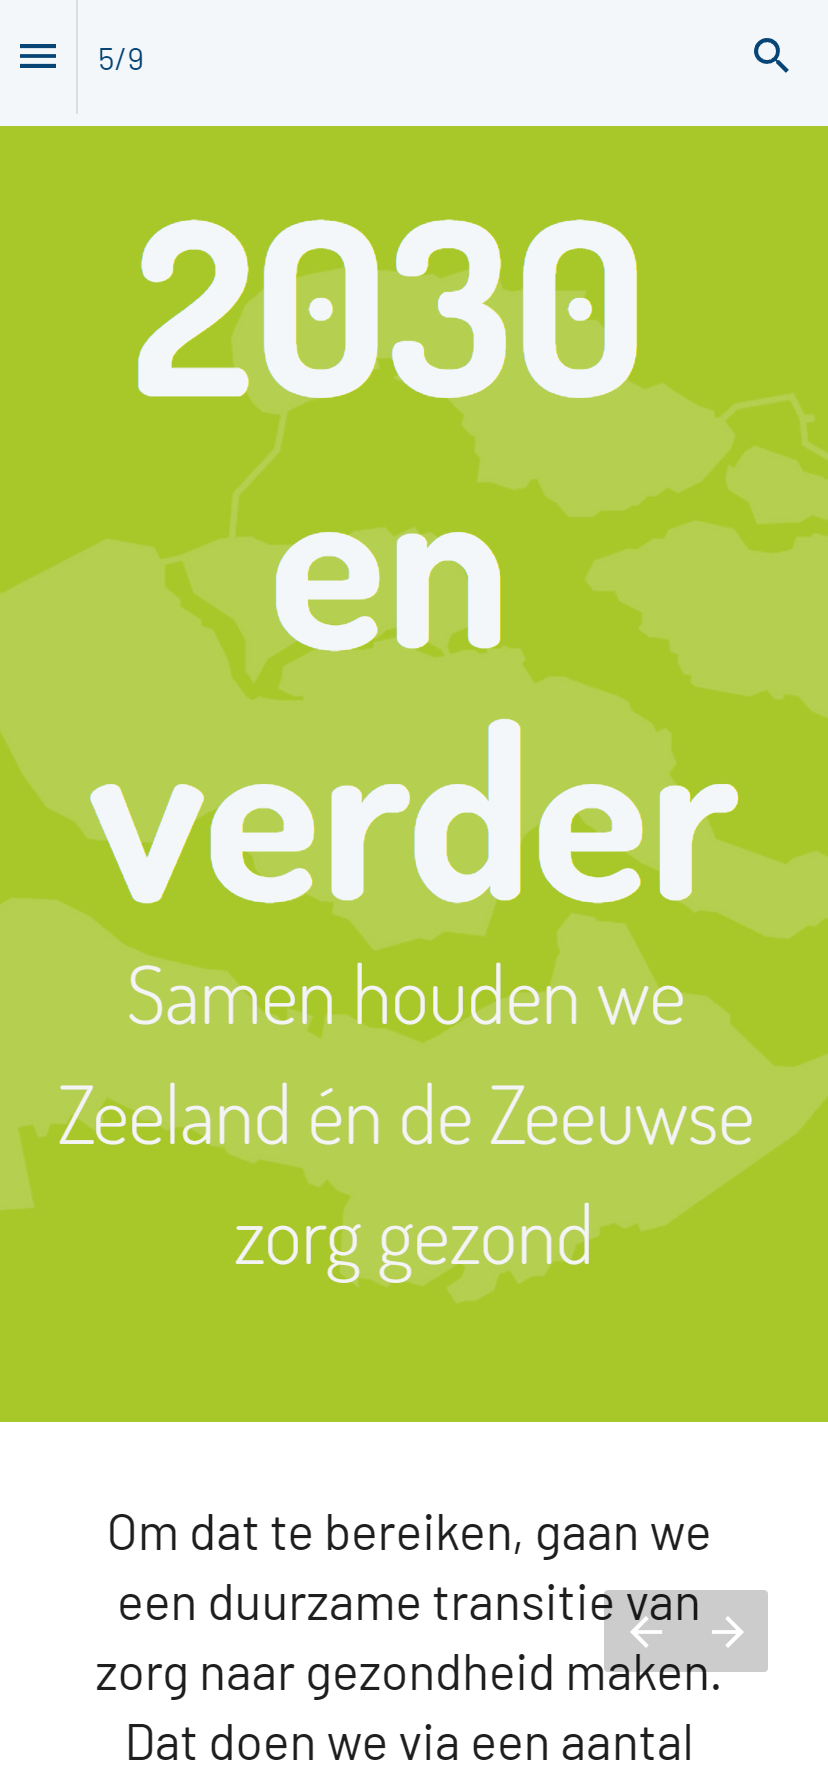 5/9
2030
en
verder
Samen houden we
Zeeland én de Zeeuwse
zorg gezond
Om dat te bereiken, gaan we
een duurzame transitie van
zorg naar gezondheid maken.
Dat doen we via een aantal